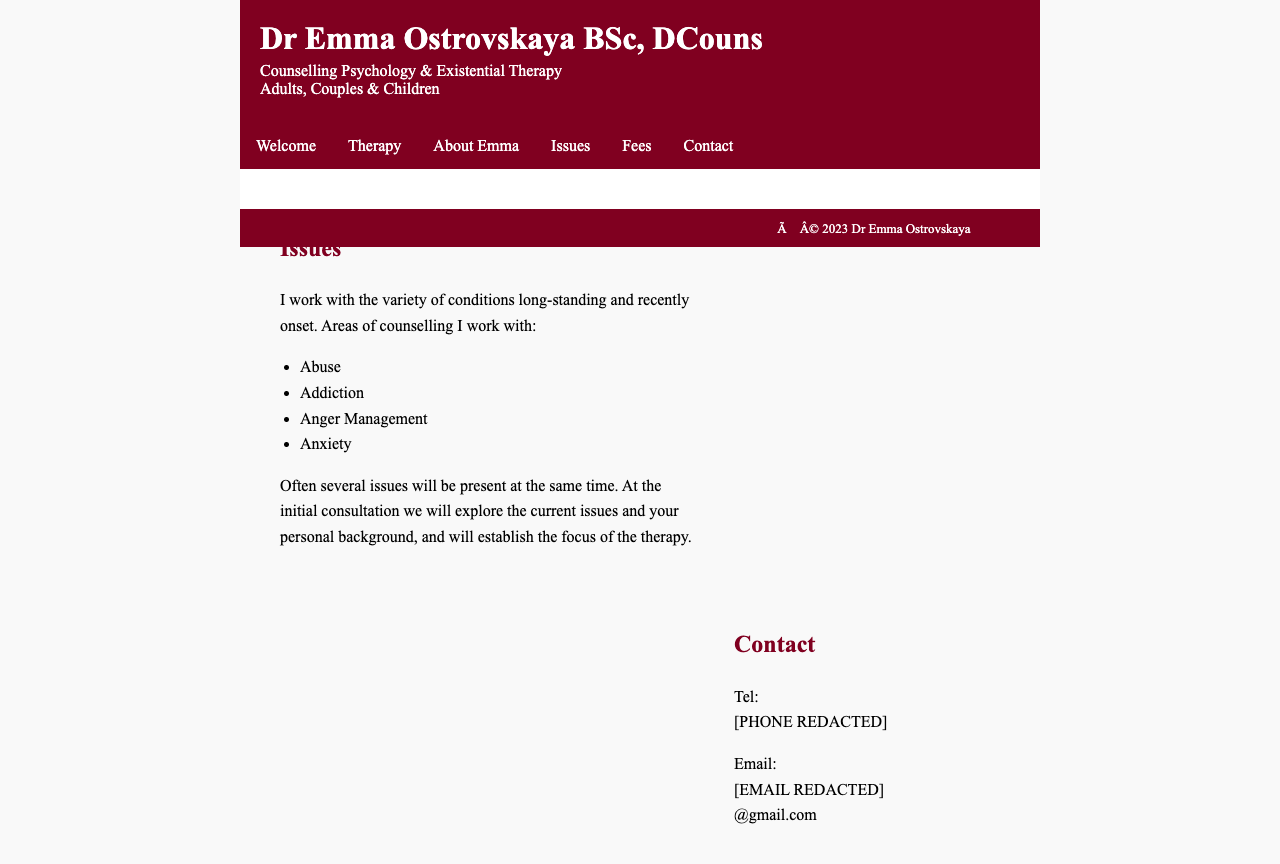 Dr Emma Ostrovskaya BSc, DCouns
Counselling Psychology & Existential Therapy
Adults, Couples & Children
Welcome Therapy About Emma Issues Fees Contact
Ã Â© 2023 Dr Emma Ostrovskaya
Issues
I work with the variety of conditions long-standing and recently
onset. Areas of counselling I work with:
• Abuse
• Addiction
• Anger Management
• Anxiety
Often several issues will be present at the same time. At the
initial consultation we will explore the current issues and your
personal background, and will establish the focus of the therapy.
Contact
Tel:
[PHONE REDACTED]
Email:
[EMAIL REDACTED]
@gmail.com